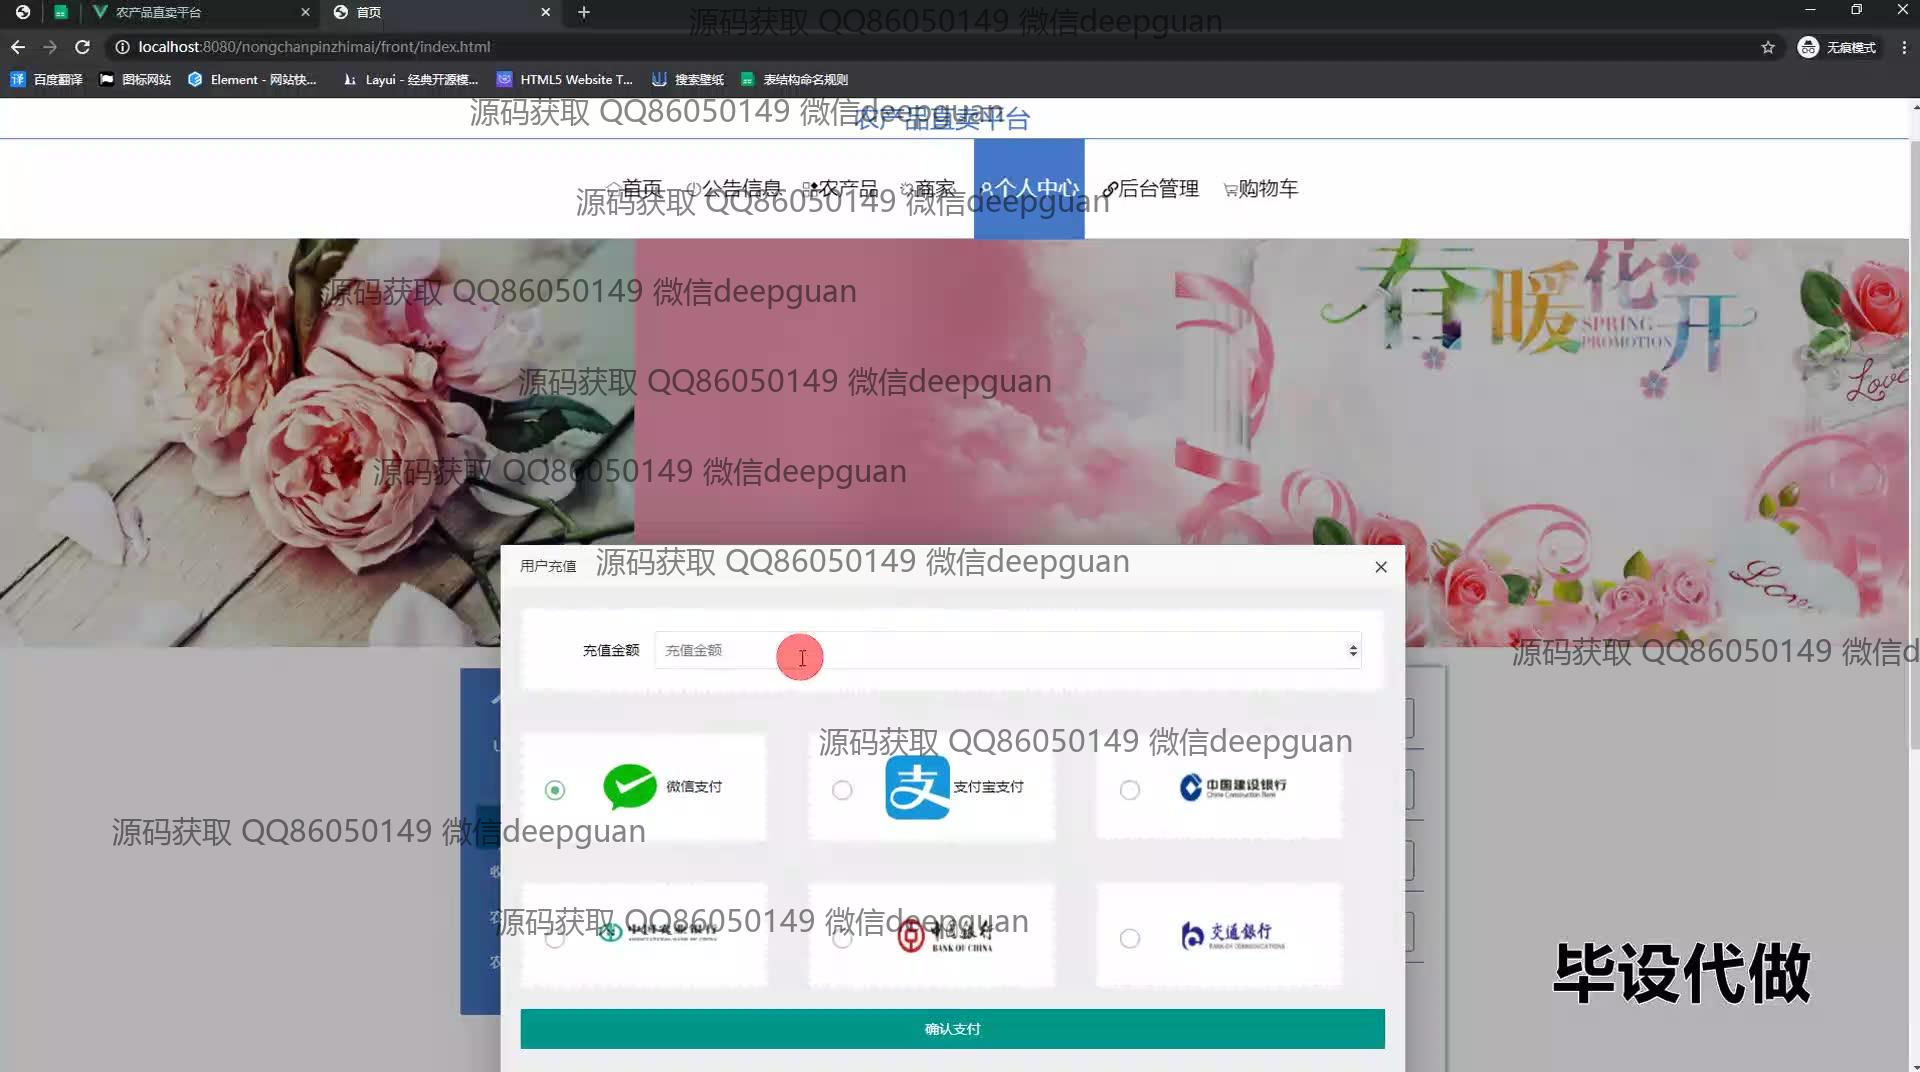 农产品直卖平台
首页
源码获取 QQ86050149 微信deepguan
localhost:8080/nongchanpinzhimai/front/index.html
无痕模式
百度翻译
图标网站
Element - 网站快...
Layui - 经典开源模...
HTML5 Website T...
搜索壁纸
表结构命名规则
源码获取 QQ86050149 微信deepguan
农产品直卖平台
首页
公告信息
农产品
商家
个人中心
后台管理
购物车
源码获取 QQ86050149 微信deepguan
春暖花开
SPRING
PROMOTION
Love
源码获取 QQ86050149 微信deepguan
源码获取 QQ86050149 微信deepguan
源码获取 QQ86050149 微信deepguan
用户充值
源码获取 QQ86050149 微信deepguan
Love
充值金额
充值金额
源码获取 QQ86050149 微信d
源码获取 QQ86050149 微信deepguan
微信支付
支
支付宝支付
中国建设银行
China Construction Bank
源码获取 QQ86050149 微信deepguan
源码获取 QQ86050149 微信deepguan
中国银行
BANK OF CHINA
交通银行
BANK OF COMMUNICATIONS
毕设代做
确认支付